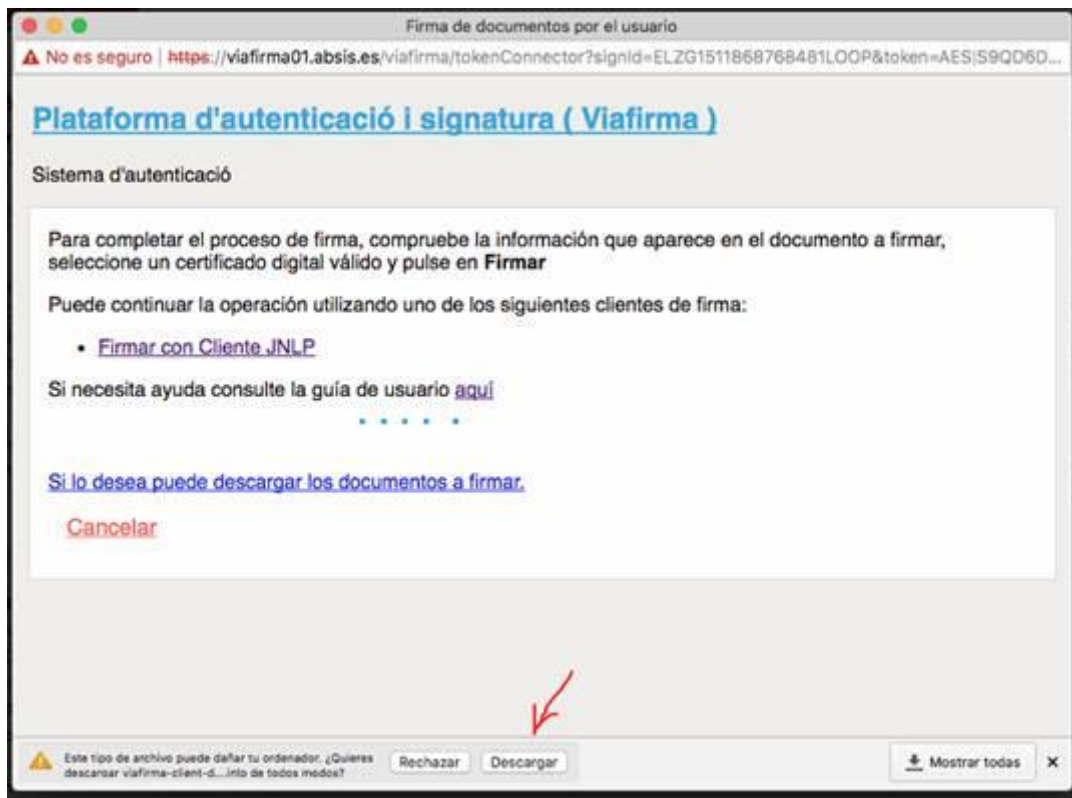 Firma de documentos por el usuario
No es seguro | https://viafirma01.absis.es/viafirma/tokenConnector?signId=ELZG1511868768481LOOP&token=AES|S9QD6D...
Plataforma d'autenticació i signatura ( Viafirma )
Sistema d'autenticació
Para completar el proceso de firma, compruebe la información que aparece en el documento a firmar,
seleccione un certificado digital válido y pulse en Firmar
Puede continuar la operación utilizando uno de los siguientes clientes de firma:
• Firmar con Cliente JNLP
Si necesita ayuda consulte la guía de usuario aquí
Si lo desea puede descargar los documentos a firmar.
Cancelar
Este tipo de archivo puede dañar tu ordenador. ¿Quieres
descargar viafirma-client-d....jnlp de todos modos?
Rechazar
Descargar
Mostrar todas